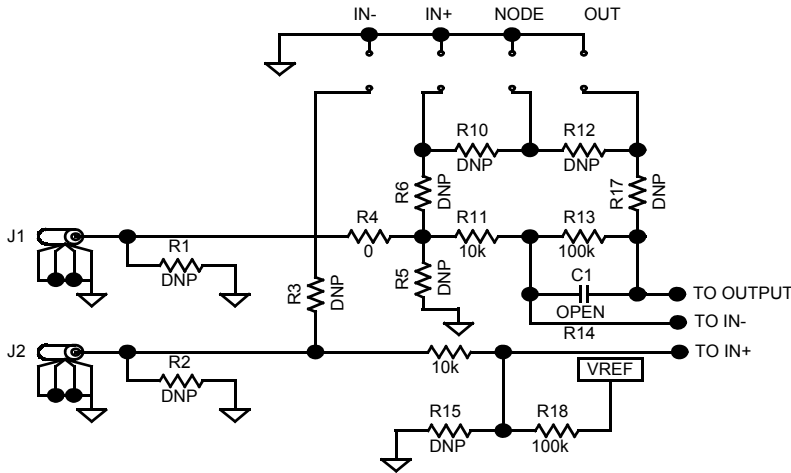 IN- IN+ NODE OUT
R10 R12
DNP DNP
R6 DNP R17 DNP
J1 R4 R11 R13
0 10k 100k
R1
DNP
R3 DNP R5 DNP C1
OPEN TO OUTPUT
R14 TO IN-
J2 TO IN+
R2 10k VREF
DNP
R15 R18
DNP 100k